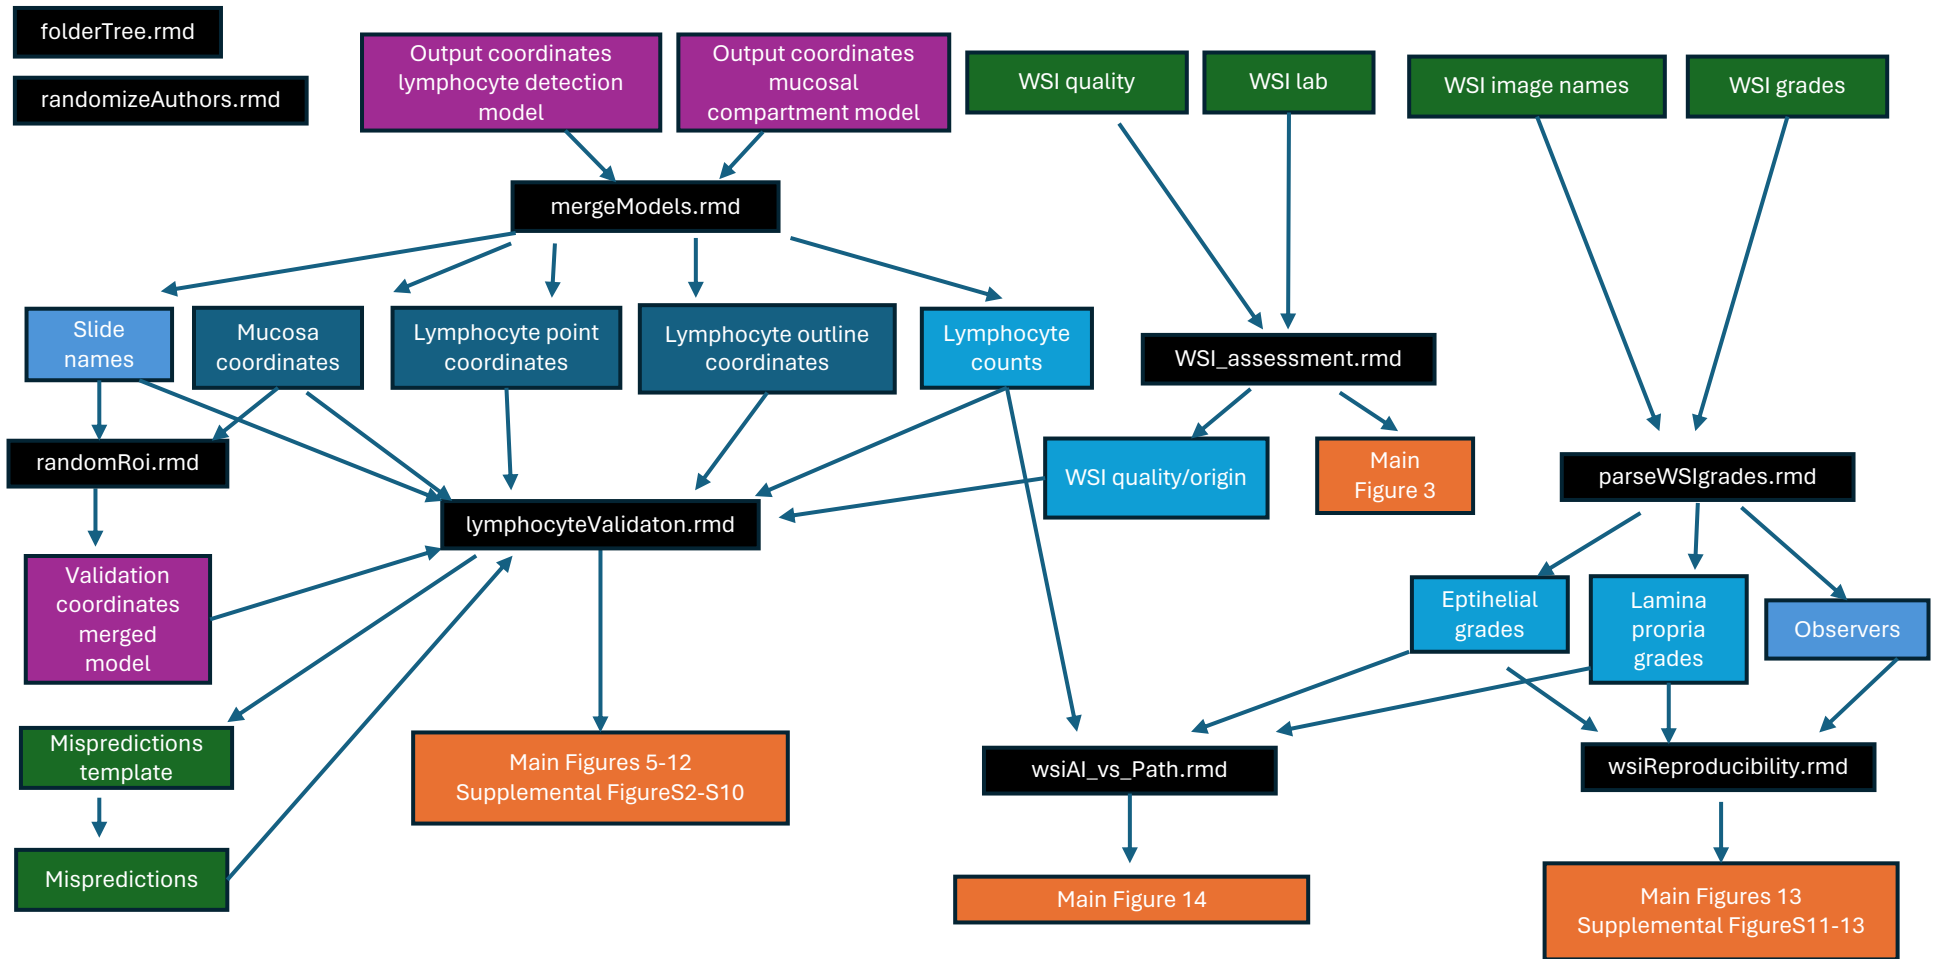 folderTree.rmd
randomizeAuthors.rmd
Output coordinates
lymphocyte detection
model
Output coordinates
mucosal
compartment model
WSI quality
WSI lab
WSI image names
WSI grades
mergeModels.rmd
Slide
names
Mucosa
coordinates
Lymphocyte point
coordinates
Lymphocyte outline
coordinates
Lymphocyte
counts
WSI_assessment.rmd
randomRoi.rmd
WSI quality/origin
Main
Figure 3
parseWSIgrades.rmd
lymphocyteValidaton.rmd
Validation
coordinates
merged
model
Eptihelial
grades
Lamina
propria
grades
Observers
Mispredictions
template
Main Figures 5-12
Supplemental FigureS2-S10
wsiAI_vs_Path.rmd
wsiReproducibility.rmd
Mispredictions
Main Figure 14
Main Figures 13
Supplemental FigureS11-13